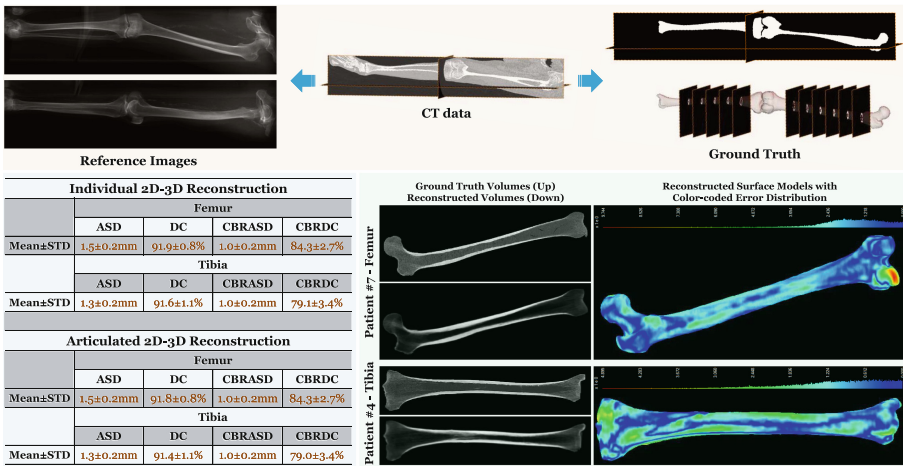 CT data
Reference Images
Ground Truth
Individual 2D-3D Reconstruction
Femur
ASD DC CBRASD CBRDC
Mean±STD 1.5±0.2mm 91.9±0.8% 1.0±0.2mm 84.3±2.7%
Tibia
ASD DC CBRASD CBRDC
Mean±STD 1.3±0.2mm 91.6±1.1% 1.0±0.2mm 79.1±3.4%
Articulated 2D-3D Reconstruction
Femur
ASD DC CBRASD CBRDC
Mean±STD 1.5±0.2mm 91.8±0.8% 1.0±0.2mm 84.3±2.7%
Tibia
ASD DC CBRASD CBRDC
Mean±STD 1.3±0.2mm 91.4±1.1% 1.0±0.2mm 79.0±3.4%
Ground Truth Volumes (Up)
Reconstructed Volumes (Down)
Reconstructed Surface Models with
Color-coded Error Distribution
Patient #7 - Femur
Patient #4 - Tibia